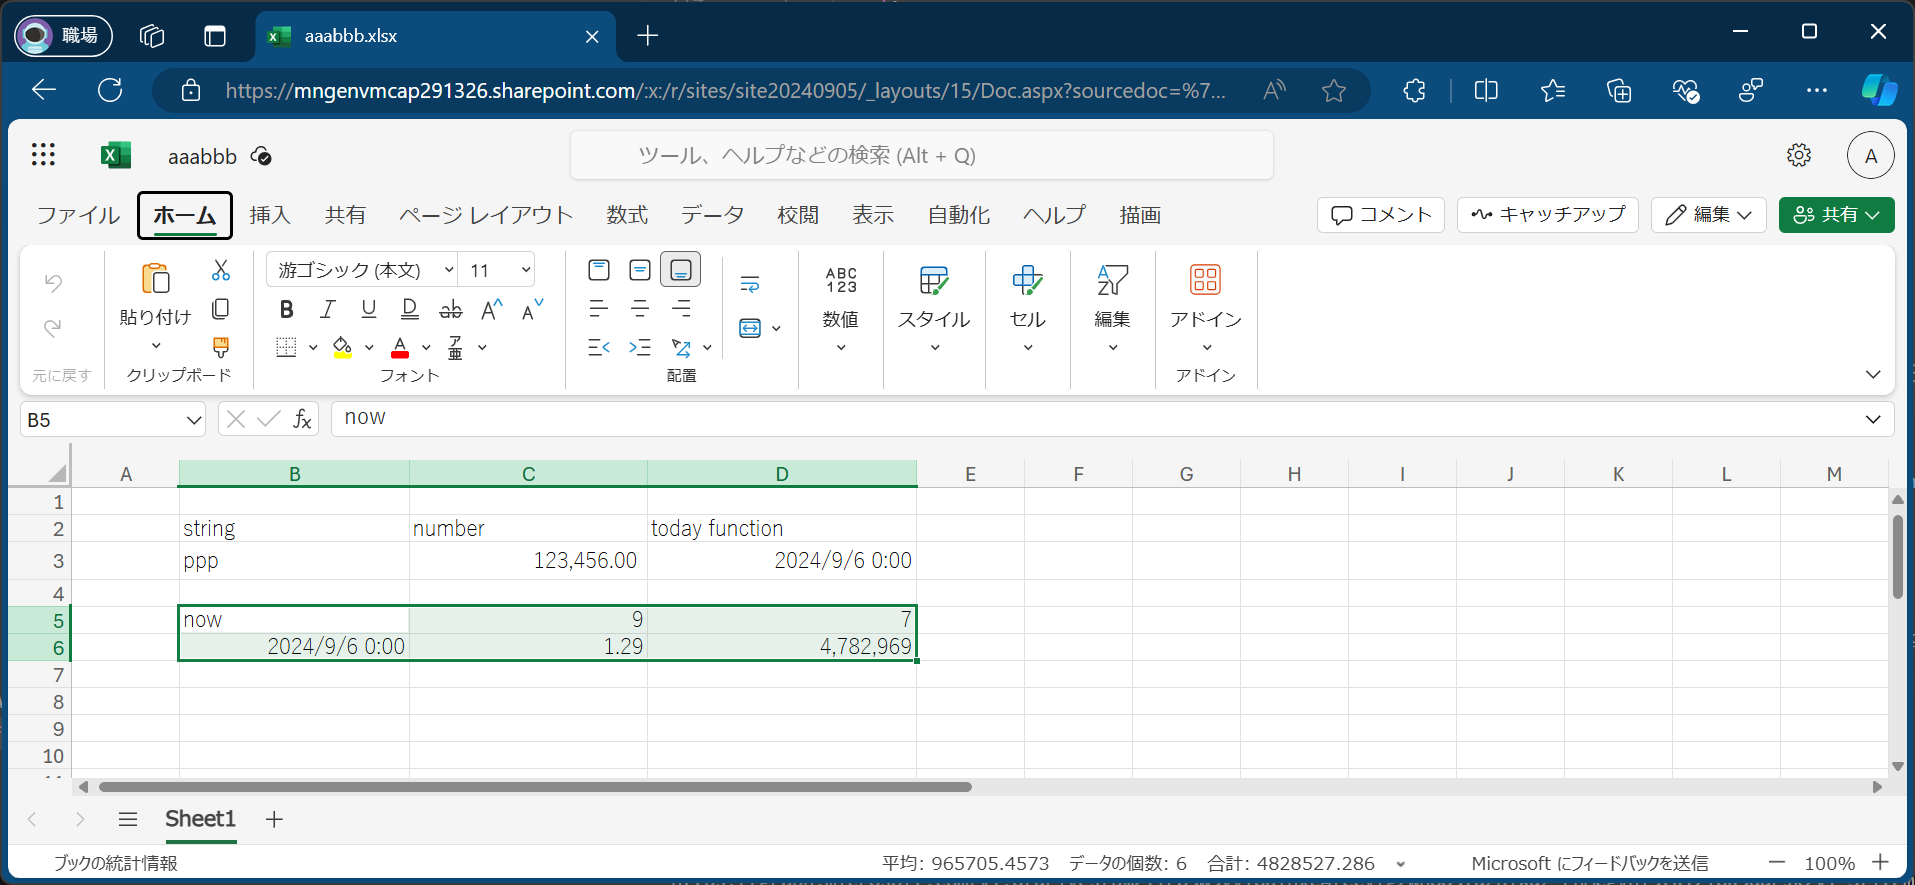 職場
aaabbb.xlsx
https://mngenvmcap291326.sharepoint.com/:x:/r/sites/site20240905/_layouts/15/Doc.aspx?sourcedoc=%7...
aaabbb
ツール、ヘルプなどの検索 (Alt + Q)
A
ファイル ホーム 挿入 共有 ページ レイアウト 数式 データ 校閲 表示 自動化 ヘルプ 描画
コメント キャッチアップ 編集 共有
貼り付け
游ゴシック (本文) 11
B I U D ab A A
A ア亜
ABC
123
数値 スタイル セル 編集 アドイン
元に戻す クリップボード フォント 配置 アドイン
B5 fx now
A B C D E F G H I J K L M
1
2 string number today function
3 ppp 123,456.00 2024/9/6 0:00
4
5 now 9 7
6 2024/9/6 0:00 1.29 4,782,969
7
8
9
10
Sheet1
ブックの統計情報 平均: 965705.4573 データの個数: 6 合計: 4828527.286 Microsoft にフィードバックを送信 100%